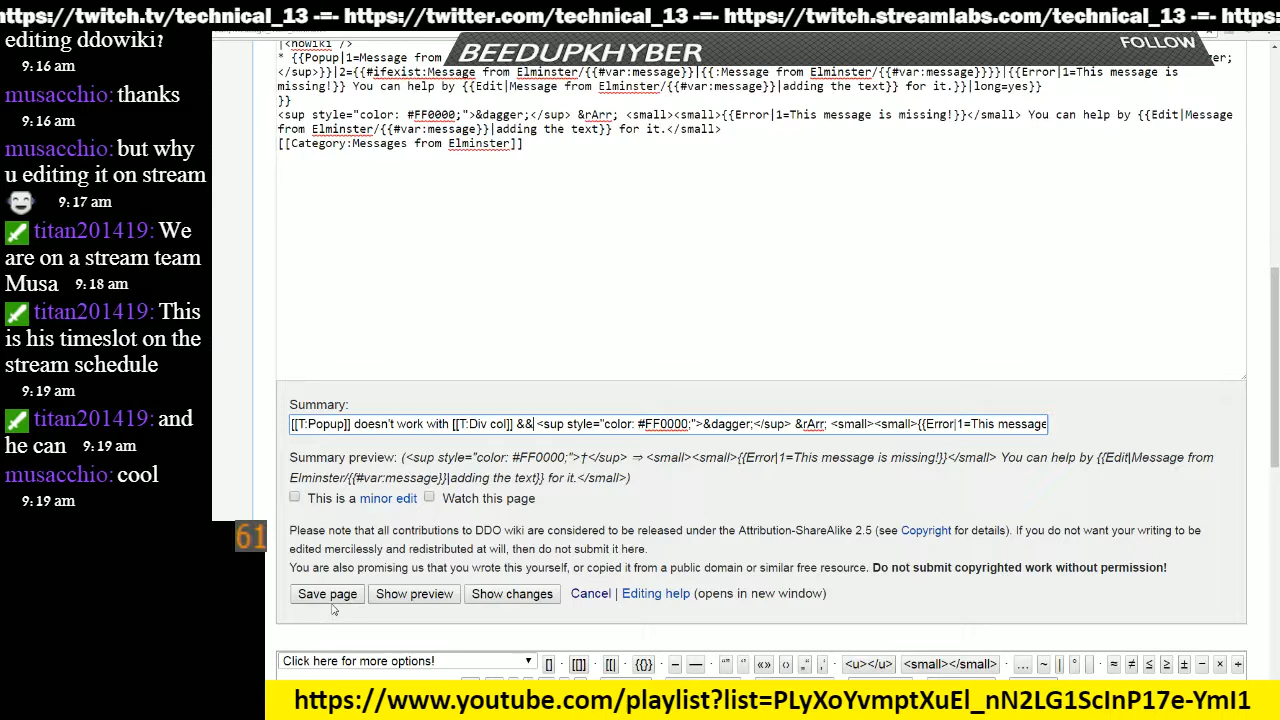 https://twitch.tv/technical_13 -=- https://twitter.com/technical_13 -=- https://twitch.streamlabs.com/technical_13 -=- https:
editing ddowiki?
9:16 am
musacchio: thanks
9:16 am
musacchio: but why
u editing it on stream
9:17 am
titan201419: We
are on a stream team
Musa 9:18 am
titan201419: This
is his timeslot on the
stream schedule
9:19 am
titan201419: and
he can 9:19 am
musacchio: cool
9:19 am
61
BEEDUPKHYBER
FOLLOW
|<nowiki />
* {{Popup|1=Message from
</sup>}}|2={{#ifexist:Message from Elminster/{{#var:message}}|{{:Message from Elminster/{{#var:message}}}}|{{Error|1=This message is
missing!}} You can help by {{Edit|Message from Elminster/{{#var:message}}|adding the text}} for it.}}|long=yes}}
}}
<sup style="color: #FF0000;">&dagger;</sup> &rArr; <small><small>{{Error|1=This message is missing!}}</small> You can help by {{Edit|Message
from Elminster/{{#var:message}}|adding the text}} for it.</small>
[[Category:Messages from Elminster]]
Summary:
[[T:Popup]] doesn't work with [[T:Div col]] && <sup style="color: #FF0000;">&dagger;</sup> &rArr; <small><small>{{Error|1=This message
Summary preview: (<sup style="color: #FF0000;">†</sup> ⇒ <small><small>{{Error|1=This message is missing!}}</small> You can help by {{Edit|Message from
Elminster/{{#var:message}}|adding the text}} for it.</small>)
This is a minor edit Watch this page
Please note that all contributions to DDO wiki are considered to be released under the Attribution-ShareAlike 2.5 (see Copyright for details). If you do not want your writing to be
edited mercilessly and redistributed at will, then do not submit it here.
You are also promising us that you wrote this yourself, or copied it from a public domain or similar free resource. Do not submit copyrighted work without permission!
Save page Show preview Show changes Cancel | Editing help (opens in new window)
Click here for more options! [] · [[]] · [[| · {{}} · – — · “” ‘’ «» ‹› „“ ‚‘ · <u></u> · <small></small> · … ~ | ° · ≈ ≠ ≤ ≥ ± − × ÷
https://www.youtube.com/playlist?list=PLyXoYvmptXuEl_nN2LG1ScInP17e-YmI1